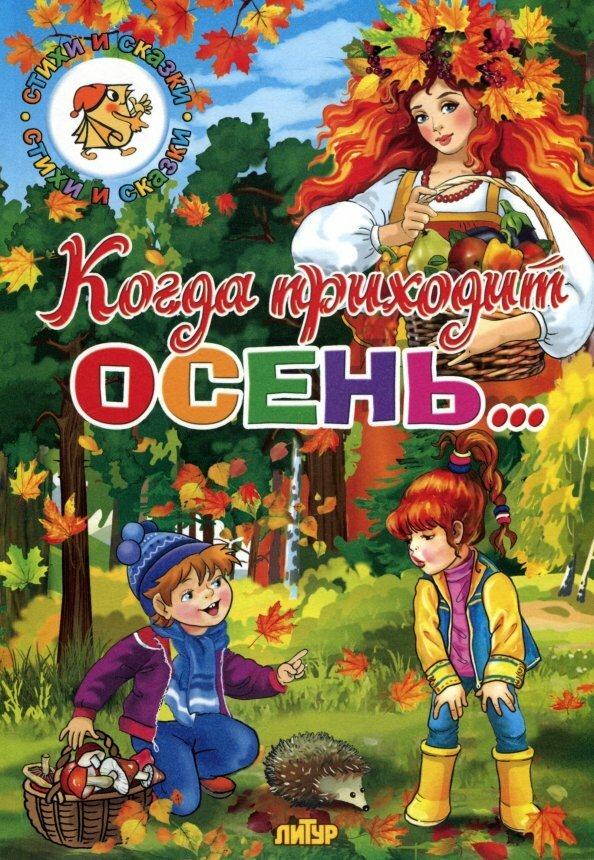 • СТИХИ И СКАЗКИ •
СТИХИ И СКАЗКИ
Когда приходит
ОСЕНЬ...
ЛИТУР